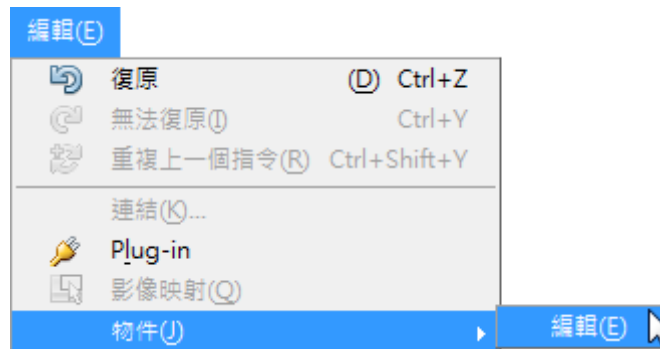 編輯(E)
復原 (D) Ctrl+Z
無法復原(I) Ctrl+Y
重複上一個指令(R) Ctrl+Shift+Y
連結(K)...
Plug-in
影像映射(Q)
物件(J) 編輯(E)